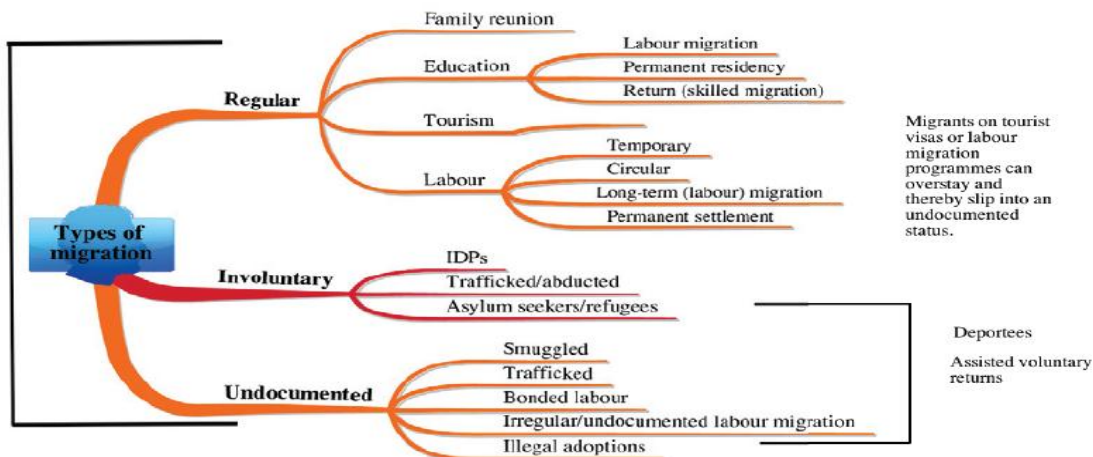 Types of
migration
Regular
Family reunion
Education
Labour migration
Permanent residency
Return (skilled migration)
Tourism
Labour
Temporary
Circular
Long-term (labour) migration
Permanent settlement
Migrants on tourist
visas or labour
migration
programmes can
overstay and
thereby slip into an
undocumented
status.
Involuntary
IDPs
Trafficked/abducted
Asylum seekers/refugees
Undocumented
Smuggled
Trafficked
Bonded labour
Irregular/undocumented labour migration
Illegal adoptions
Deportees
Assisted voluntary
returns